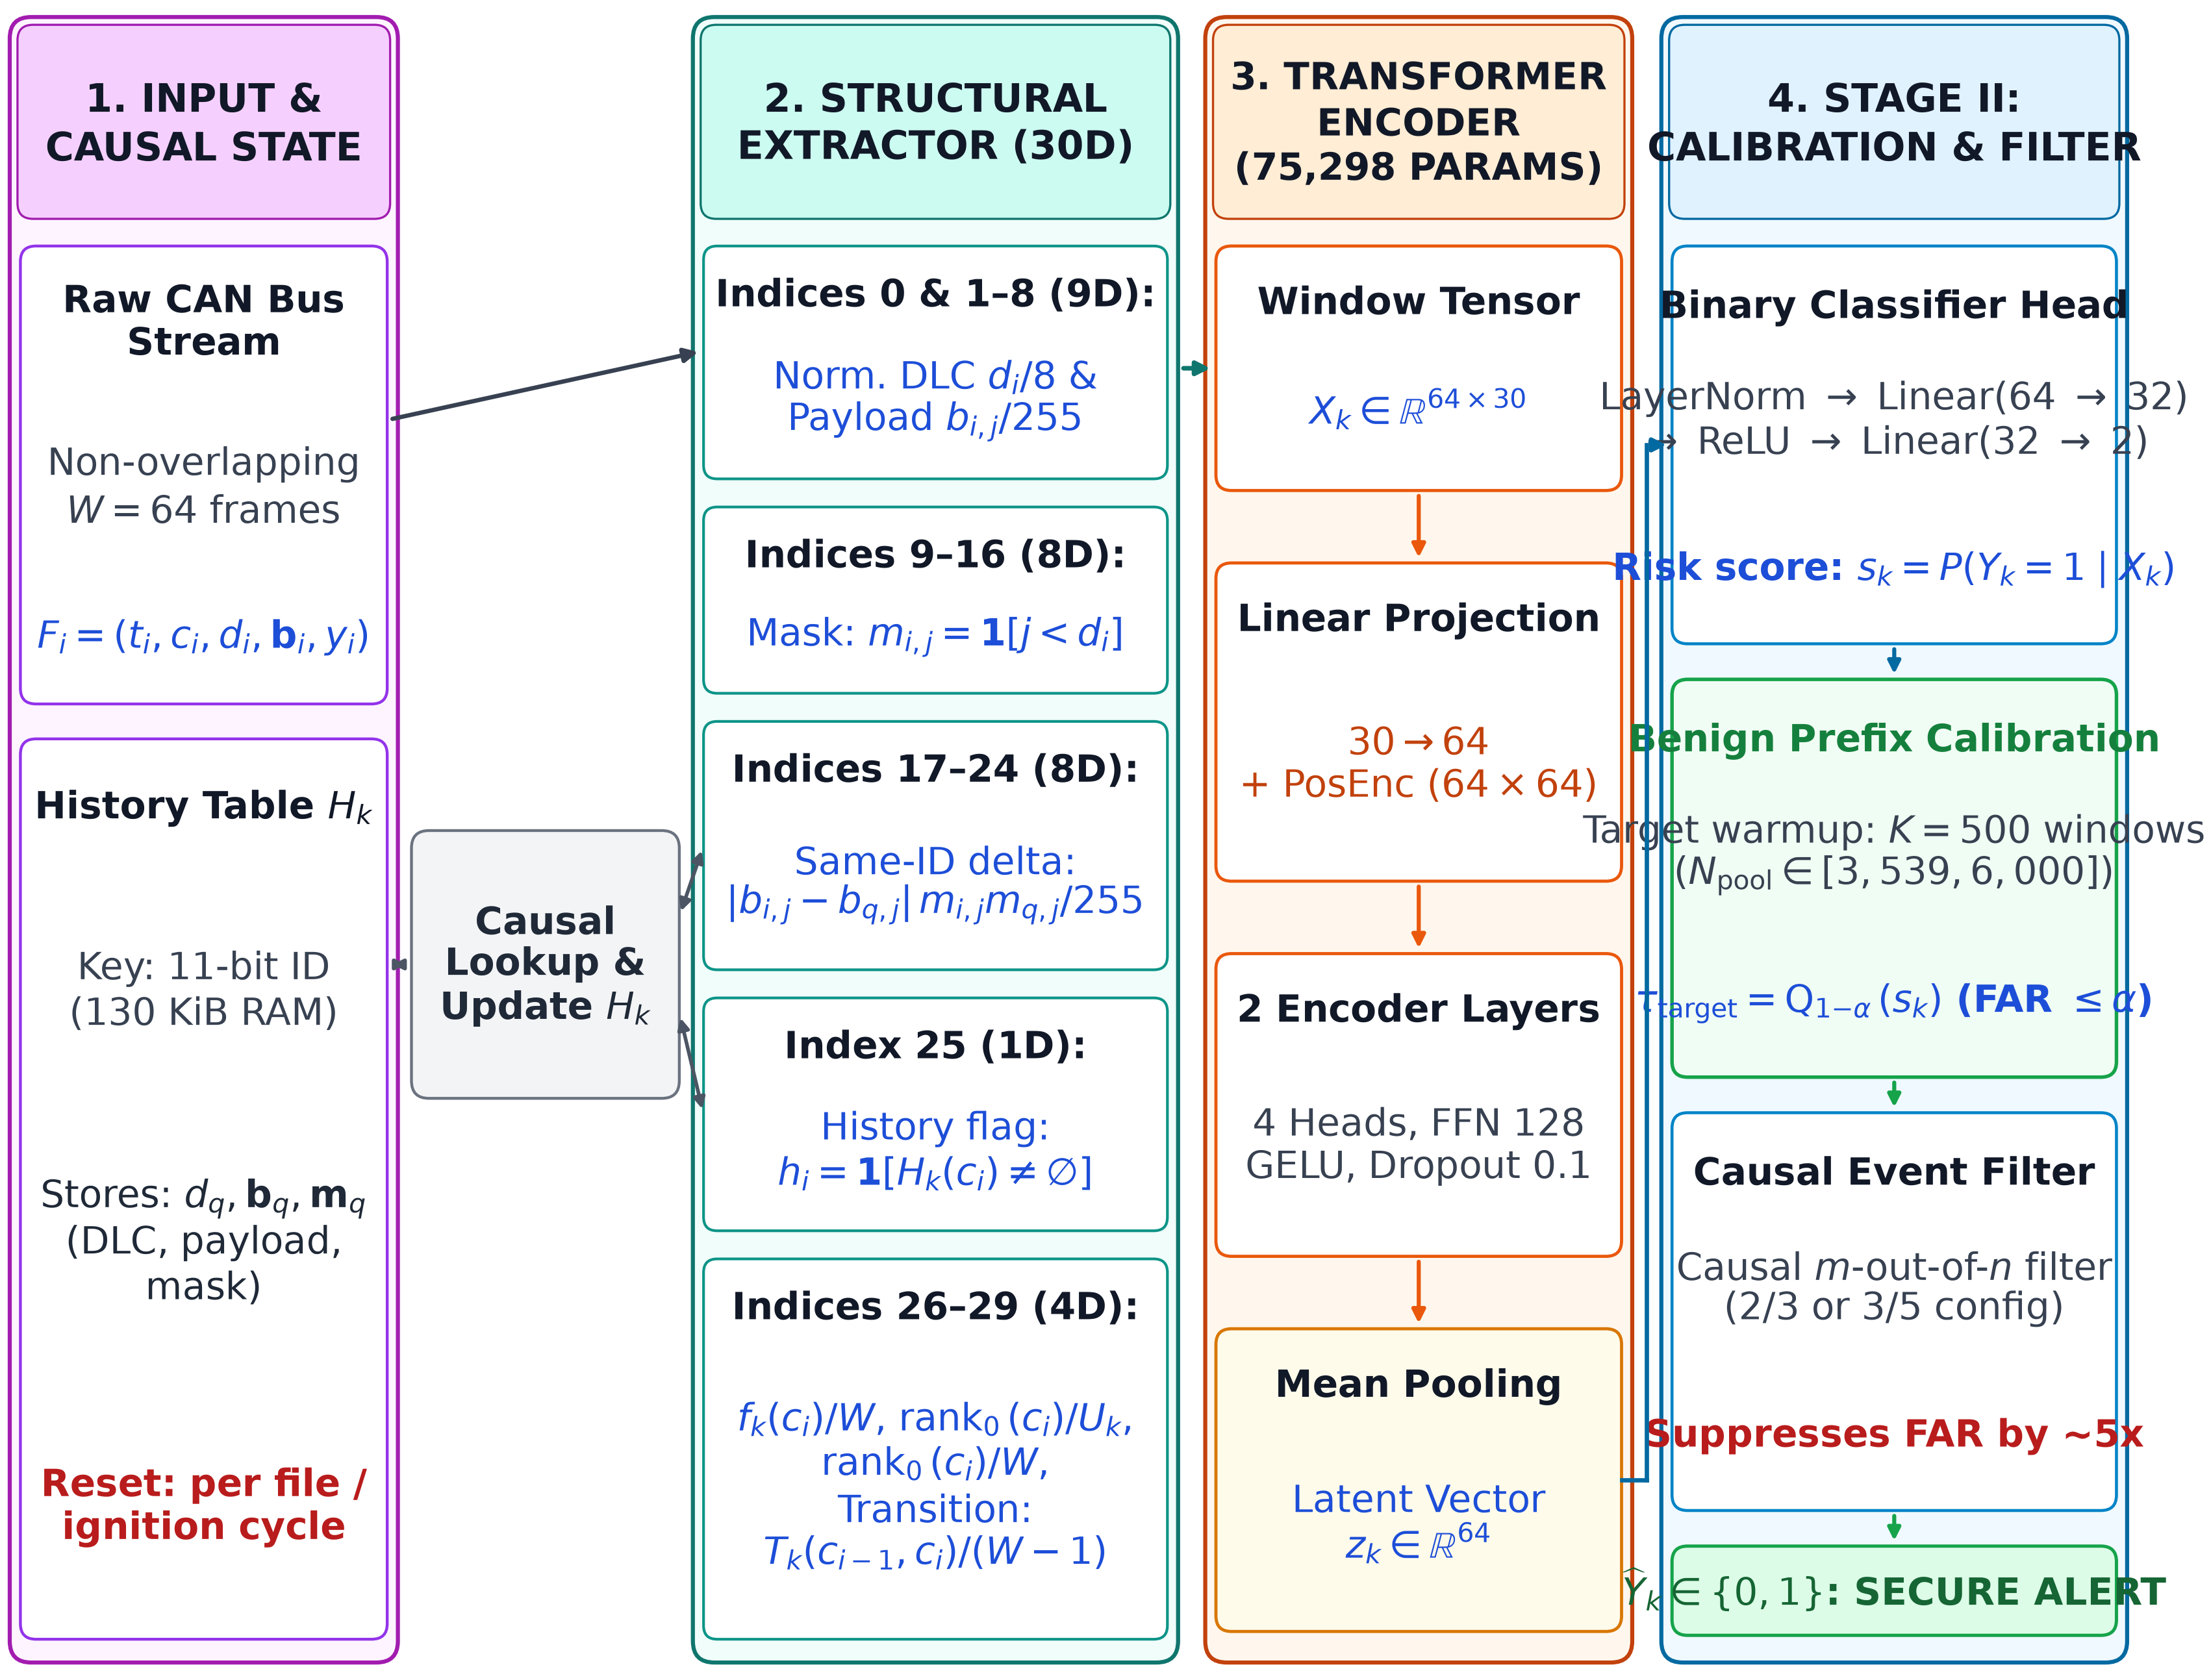 1. INPUT &
CAUSAL STATE
Raw CAN Bus
Stream
Non-overlapping
W = 64 frames
F_i = (t_i, c_i, d_i, b_i, y_i)
History Table H_k
Key: 11-bit ID
(130 KiB RAM)
Stores: d_q, b_q, m_q
(DLC, payload,
mask)
Reset: per file /
ignition cycle
Causal
Lookup &
Update H_k
2. STRUCTURAL
EXTRACTOR (30D)
Indices 0 & 1–8 (9D):
Norm. DLC d_i/8 &
Payload b_{i,j}/255
Indices 9–16 (8D):
Mask: m_{i,j} = 1[j < d_i]
Indices 17–24 (8D):
Same-ID delta:
|b_{i,j} − b_{q,j}| m_{i,j}m_{q,j}/255
Index 25 (1D):
History flag:
h_i = 1[H_k(c_i) ≠ ∅]
Indices 26–29 (4D):
f_k(c_i)/W, rank_0 (c_i)/U_k,
rank_0 (c_i)/W,
Transition:
T_k(c_{i−1}, c_i)/(W − 1)
3. TRANSFORMER
ENCODER
(75,298 PARAMS)
Window Tensor
X_k ∈ ℝ^{64 × 30}
Linear Projection
30 → 64
+ PosEnc (64 × 64)
2 Encoder Layers
4 Heads, FFN 128
GELU, Dropout 0.1
Mean Pooling
Latent Vector
z_k ∈ ℝ^{64}
4. STAGE II:
CALIBRATION & FILTER
Binary Classifier Head
LayerNorm → Linear(64 → 32)
→ ReLU → Linear(32 → 2)
Risk score: s_k = P(Y_k = 1 | X_k)
Benign Prefix Calibration
Target warmup: K = 500 windows
(N_pool ∈ [3, 539, 6, 000])
τ_target = Q_{1−α} (s_k) (FAR ≤ α)
Causal Event Filter
Causal m-out-of-n filter
(2/3 or 3/5 config)
Suppresses FAR by ~5x
Ŷ_k ∈ {0, 1}: SECURE ALERT